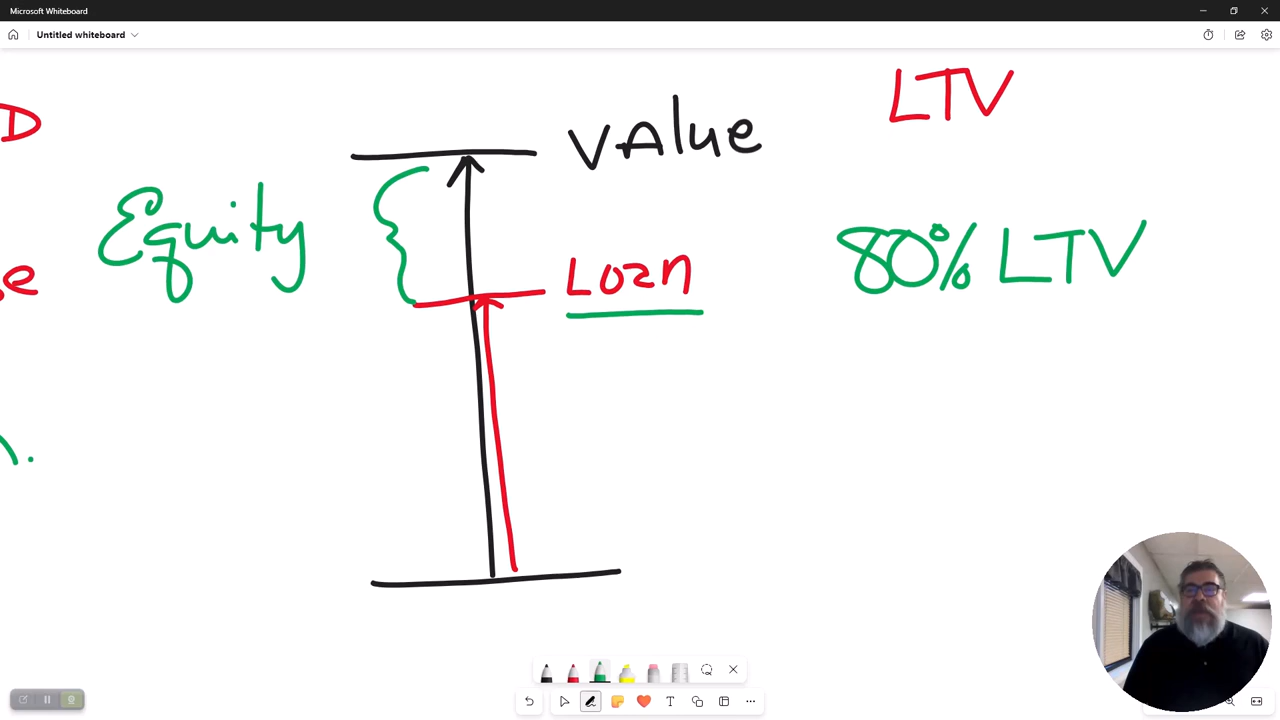 Microsoft Whiteboard
Untitled whiteboard
D
LTV
VAlue
Equity
80% LTV
Loan
e
n.
T